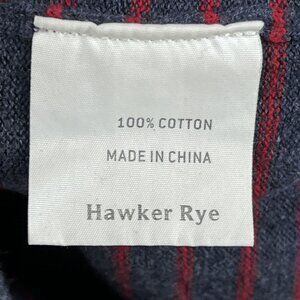 100% COTTON
MADE IN CHINA
Hawker Rye